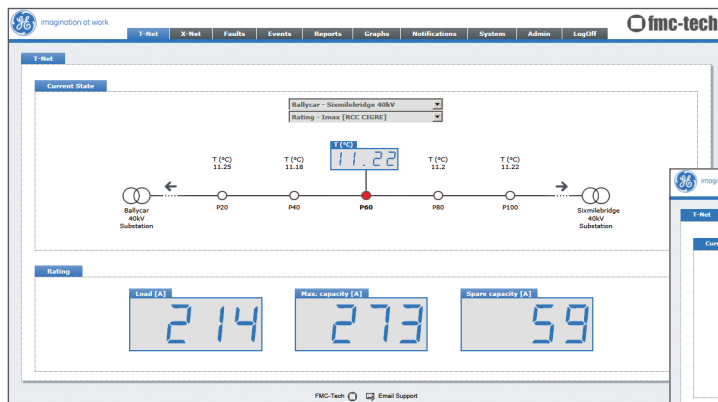 imagination at work
fmc-tech
T-Net X-Net Faults Events Reports Graphs Notifications System Admin LogOff
T-Net
Current State
Ballycar - Sixmilebridge 40kV
Rating - Imax [RCC CIGRE]
T (°C)
11.22
T (°C) T (°C) T (°C) T (°C)
11.25 11.18 11.2 11.22
P20 P40 P60 P80 P100
Ballycar
40kV
Substation
Sixmilebridge
40kV
Substation
Rating
Load [A] Max. capacity [A] Spare capacity [A]
214 273 59
FMC-Tech Email Support
imagi
T-Net
Curr